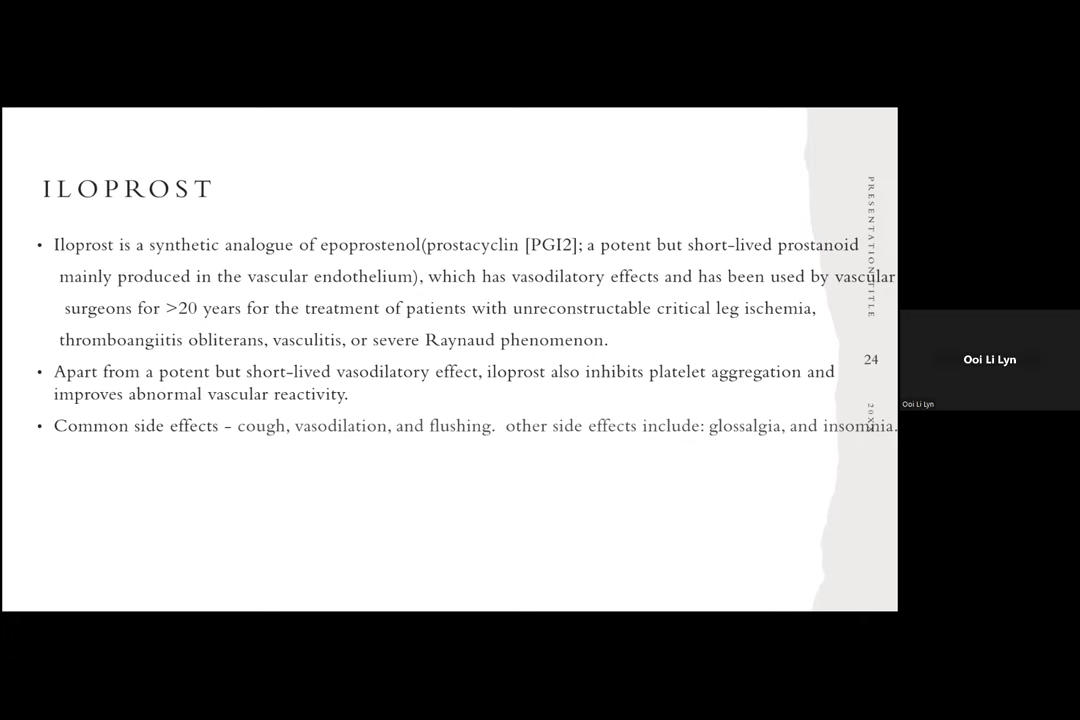 ILOPROST
• Iloprost is a synthetic analogue of epoprostenol(prostacyclin [PGI2]; a potent but short-lived prostanoid
mainly produced in the vascular endothelium), which has vasodilatory effects and has been used by vascular
surgeons for >20 years for the treatment of patients with unreconstructable critical leg ischemia,
thromboangiitis obliterans, vasculitis, or severe Raynaud phenomenon.
• Apart from a potent but short-lived vasodilatory effect, iloprost also inhibits platelet aggregation and
improves abnormal vascular reactivity.
• Common side effects - cough, vasodilation, and flushing. other side effects include: glossalgia, and insomnia.
PRESENTATION TITLE
24
Ooi Li Lyn
Ooi Li Lyn